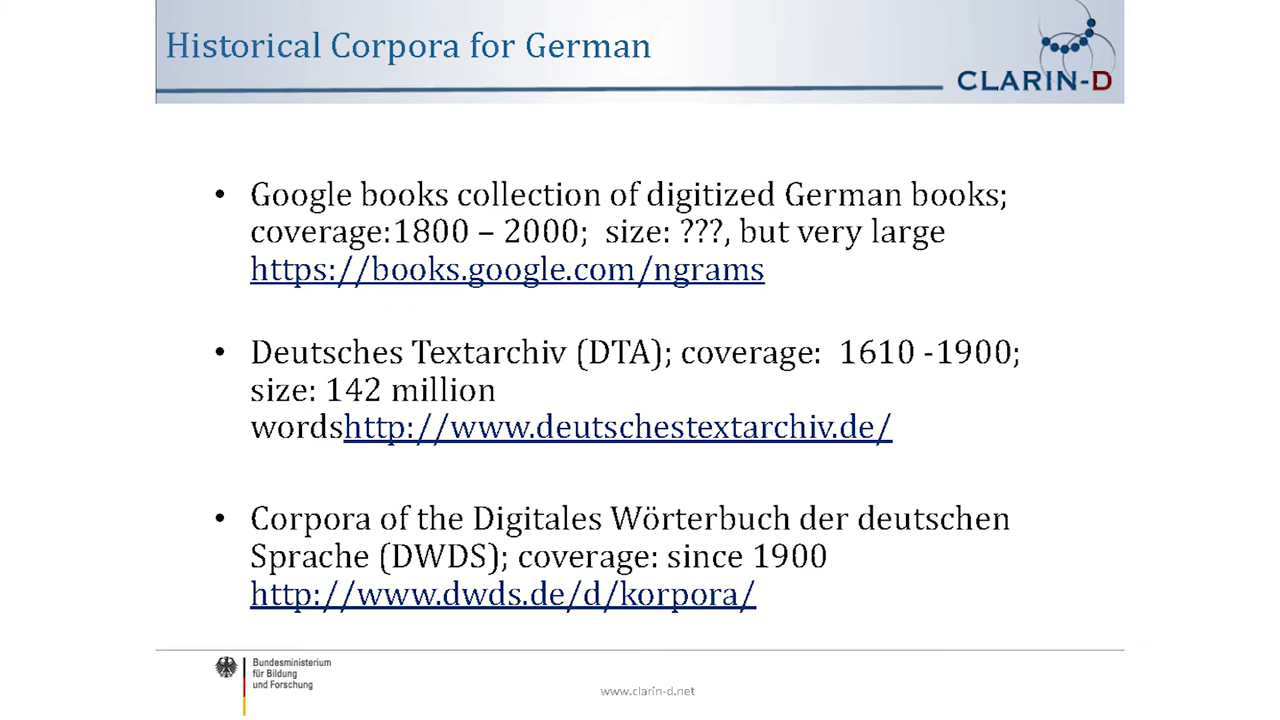 Historical Corpora for German
CLARIN-D
• Google books collection of digitized German books;
coverage:1800 – 2000; size: ???, but very large
https://books.google.com/ngrams
• Deutsches Textarchiv (DTA); coverage: 1610 -1900;
size: 142 million
wordshttp://www.deutschestextarchiv.de/
• Corpora of the Digitales Wörterbuch der deutschen
Sprache (DWDS); coverage: since 1900
http://www.dwds.de/d/korpora/
Bundesministerium
für Bildung
und Forschung
www.clarin-d.net